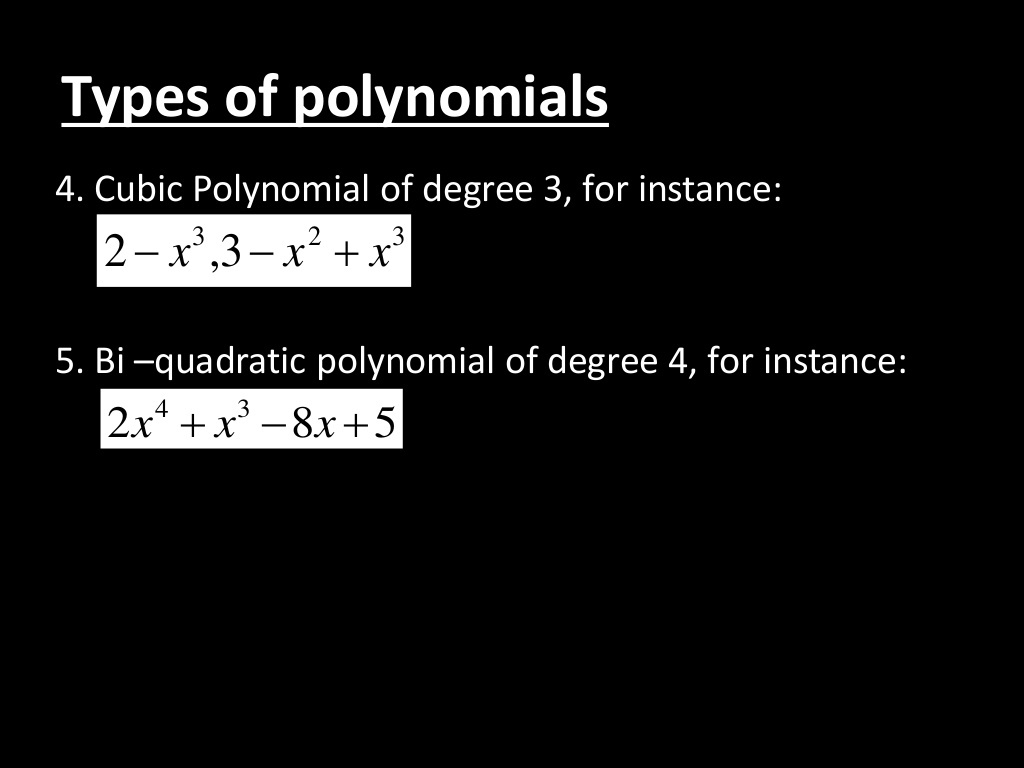 Types of polynomials
4. Cubic Polynomial of degree 3, for instance:
2 − x³,3 − x² + x³
5. Bi –quadratic polynomial of degree 4, for instance:
2x⁴ + x³ − 8x + 5